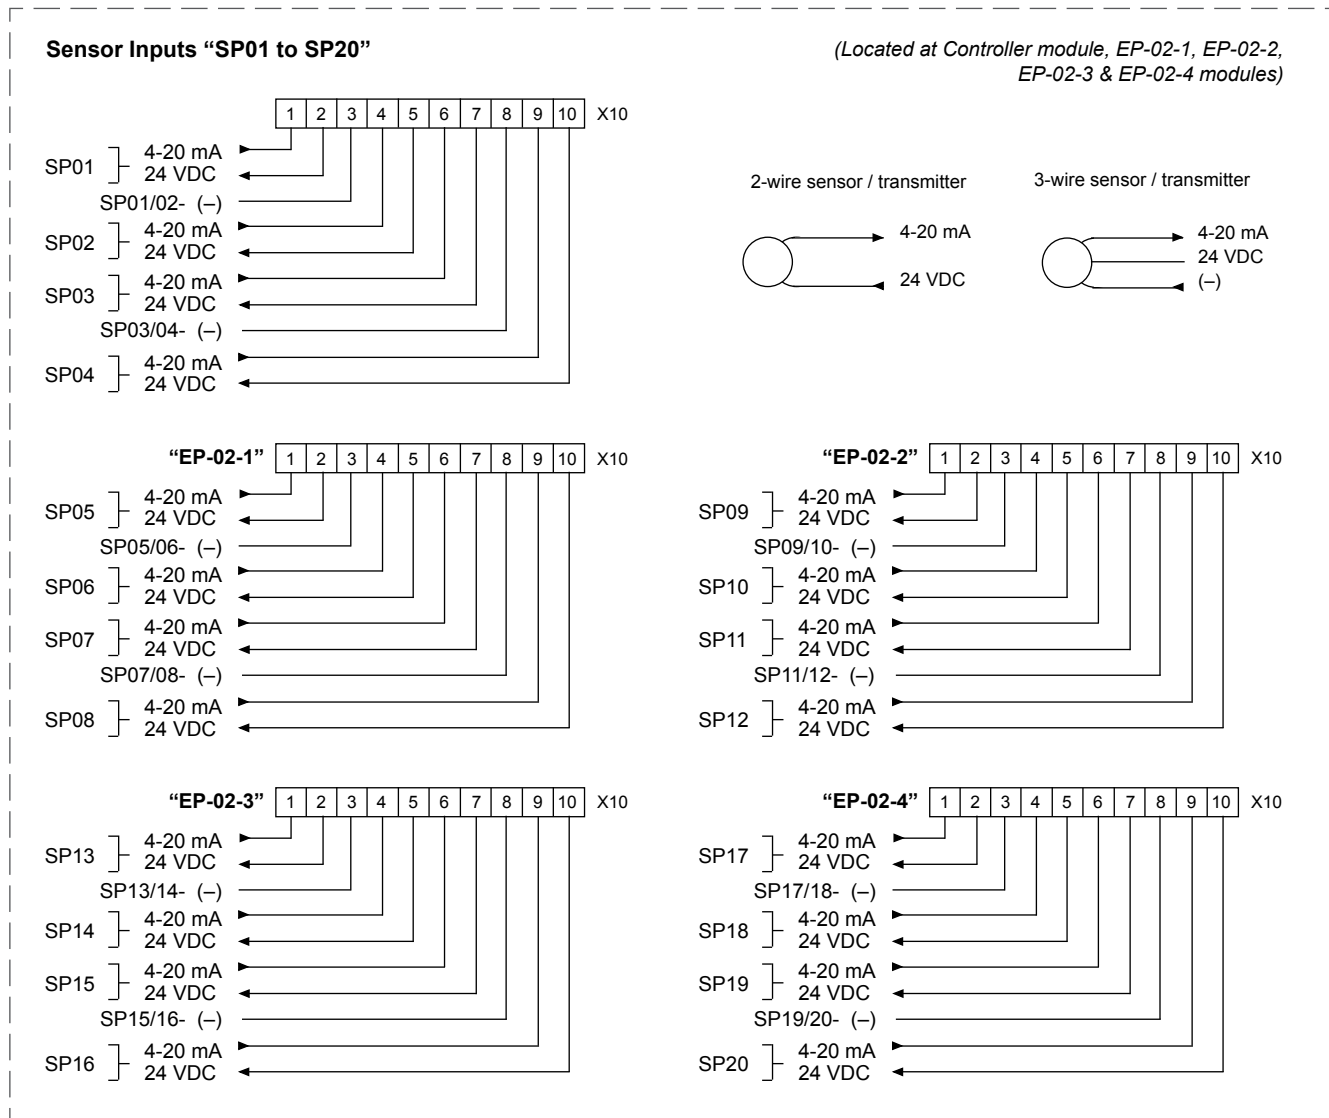 Sensor Inputs “SP01 to SP20”
(Located at Controller module, EP-02-1, EP-02-2,
EP-02-3 & EP-02-4 modules)
1 2 3 4 5 6 7 8 9 10 X10
SP01 4-20 mA
24 VDC
SP01/02- (–)
SP02 4-20 mA
24 VDC
SP03 4-20 mA
24 VDC
SP03/04- (–)
SP04 4-20 mA
24 VDC
2-wire sensor / transmitter
4-20 mA
24 VDC
3-wire sensor / transmitter
4-20 mA
24 VDC
(–)
“EP-02-1” 1 2 3 4 5 6 7 8 9 10 X10
SP05 4-20 mA
24 VDC
SP05/06- (–)
SP06 4-20 mA
24 VDC
SP07 4-20 mA
24 VDC
SP07/08- (–)
SP08 4-20 mA
24 VDC
“EP-02-2” 1 2 3 4 5 6 7 8 9 10 X10
SP09 4-20 mA
24 VDC
SP09/10- (–)
SP10 4-20 mA
24 VDC
SP11 4-20 mA
24 VDC
SP11/12- (–)
SP12 4-20 mA
24 VDC
“EP-02-3” 1 2 3 4 5 6 7 8 9 10 X10
SP13 4-20 mA
24 VDC
SP13/14- (–)
SP14 4-20 mA
24 VDC
SP15 4-20 mA
24 VDC
SP15/16- (–)
SP16 4-20 mA
24 VDC
“EP-02-4” 1 2 3 4 5 6 7 8 9 10 X10
SP17 4-20 mA
24 VDC
SP17/18- (–)
SP18 4-20 mA
24 VDC
SP19 4-20 mA
24 VDC
SP19/20- (–)
SP20 4-20 mA
24 VDC